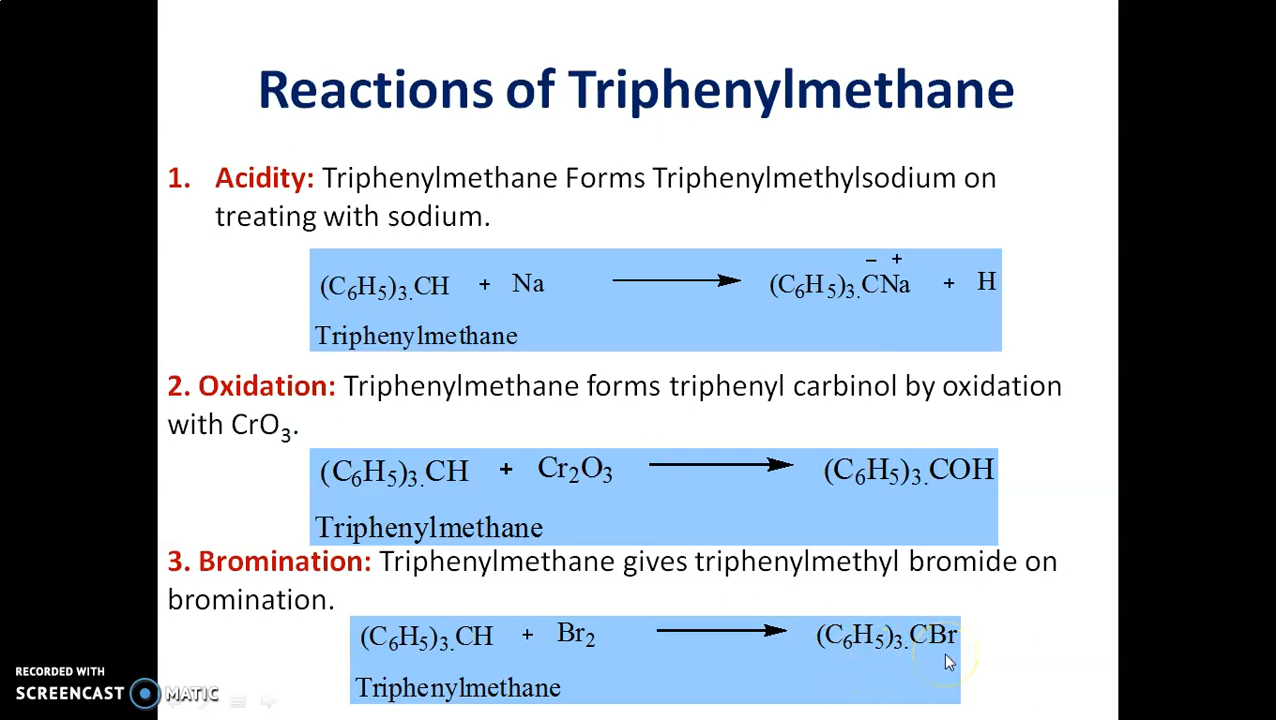 Reactions of Triphenylmethane
1. Acidity: Triphenylmethane Forms Triphenylmethylsodium on
treating with sodium.
(C6H5)3.CH + Na ⟶ (C6H5)3.C̄Na⁺ + H
Triphenylmethane
2. Oxidation: Triphenylmethane forms triphenyl carbinol by oxidation
with CrO3.
(C6H5)3.CH + Cr2O3 ⟶ (C6H5)3.COH
Triphenylmethane
3. Bromination: Triphenylmethane gives triphenylmethyl bromide on
bromination.
(C6H5)3.CH + Br2 ⟶ (C6H5)3.CBr
Triphenylmethane
RECORDED WITH
SCREENCAST MATIC